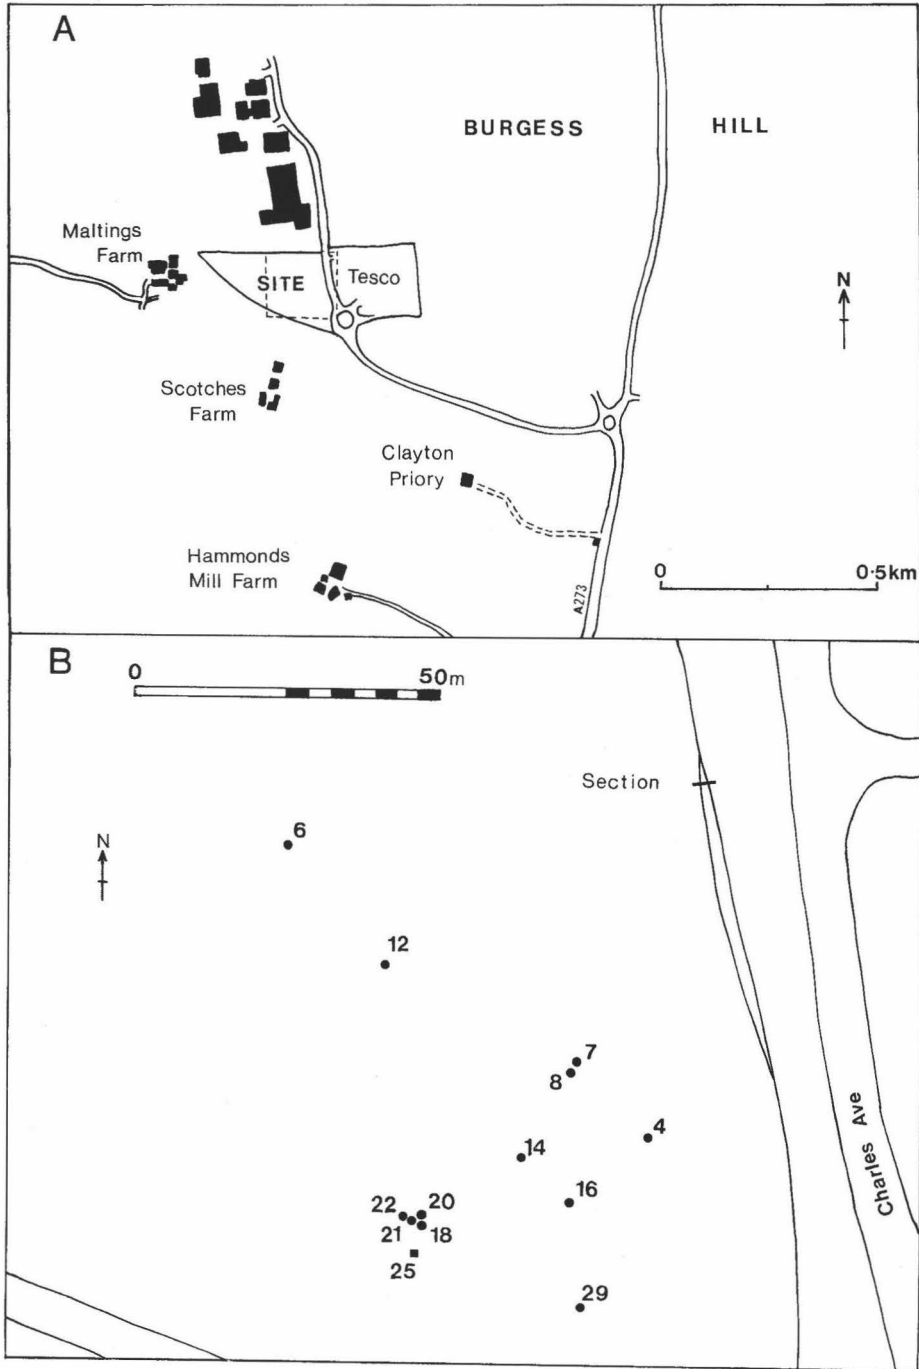 A
BURGESS HILL
Maltings
Farm
SITE
Tesco
N
Scotches
Farm
Clayton
Priory
Hammonds
Mill Farm
A273
0 0·5km
B
0 50m
Section
N
6
12
7
8
4
14
16
22 20
21 18
25
29
Charles Ave